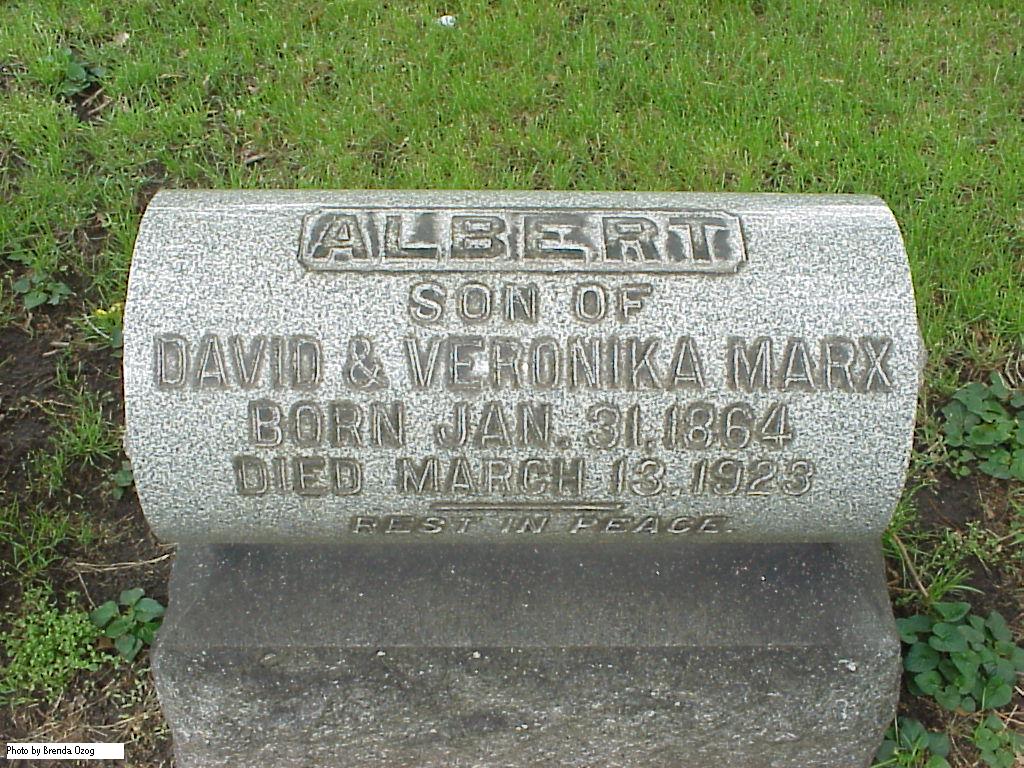 ALBERT
SON OF
DAVID & VERONIKA MARX
BORN JAN. 31. 1864
DIED MARCH 13. 1923
REST IN PEACE.
Photo by Brenda Ozog